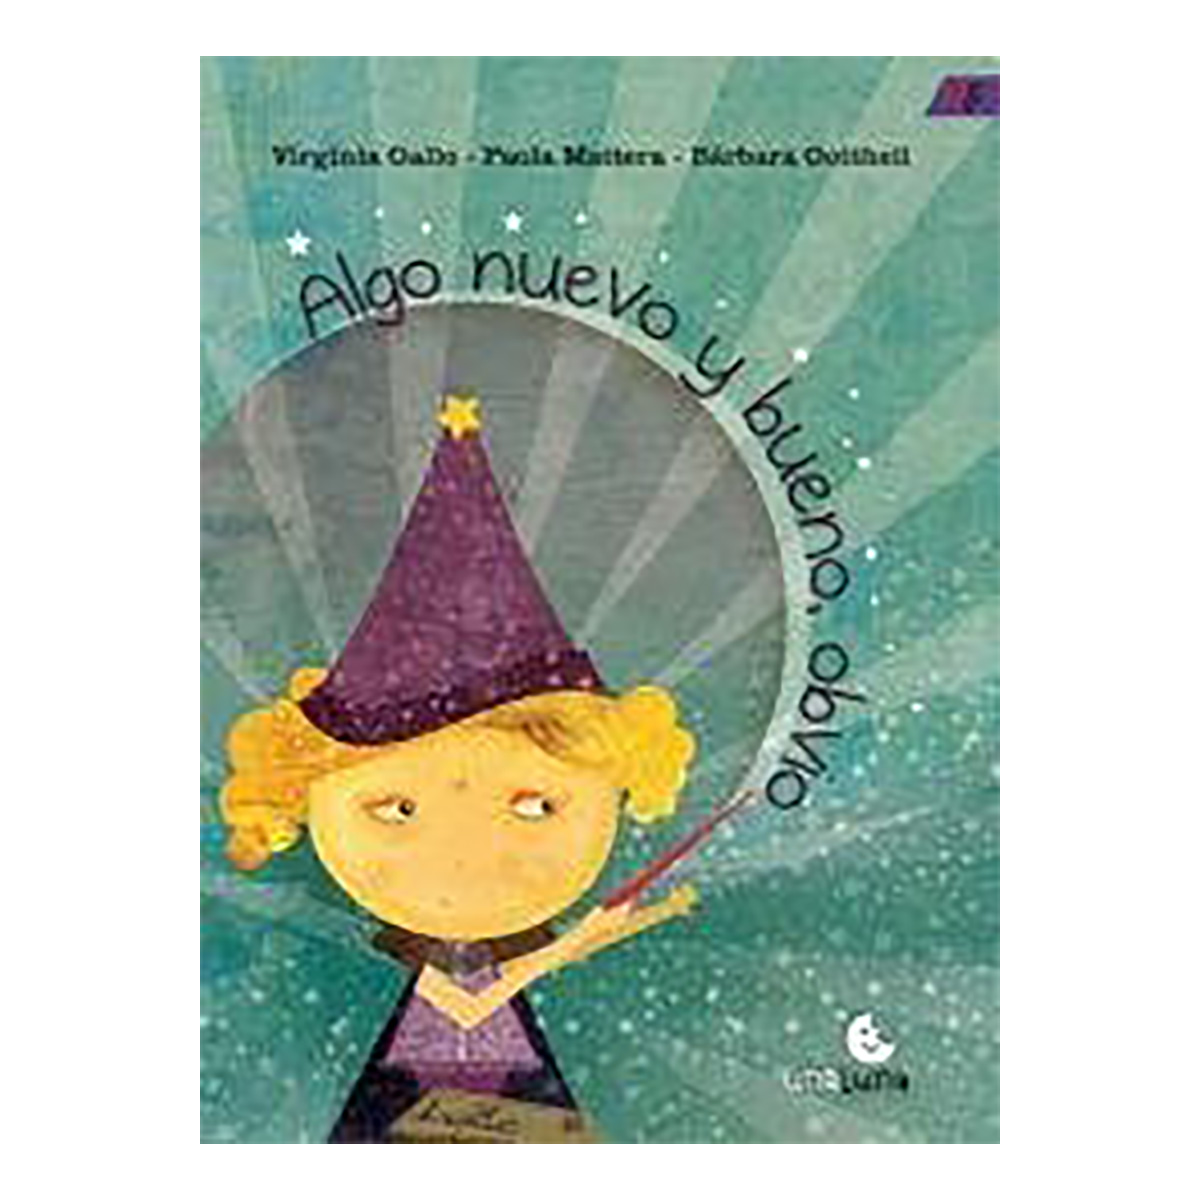 Virginia Gallo - Paula Mattera - Bárbara Gottheil
Algo nuevo y bueno, obvio
unaLuna